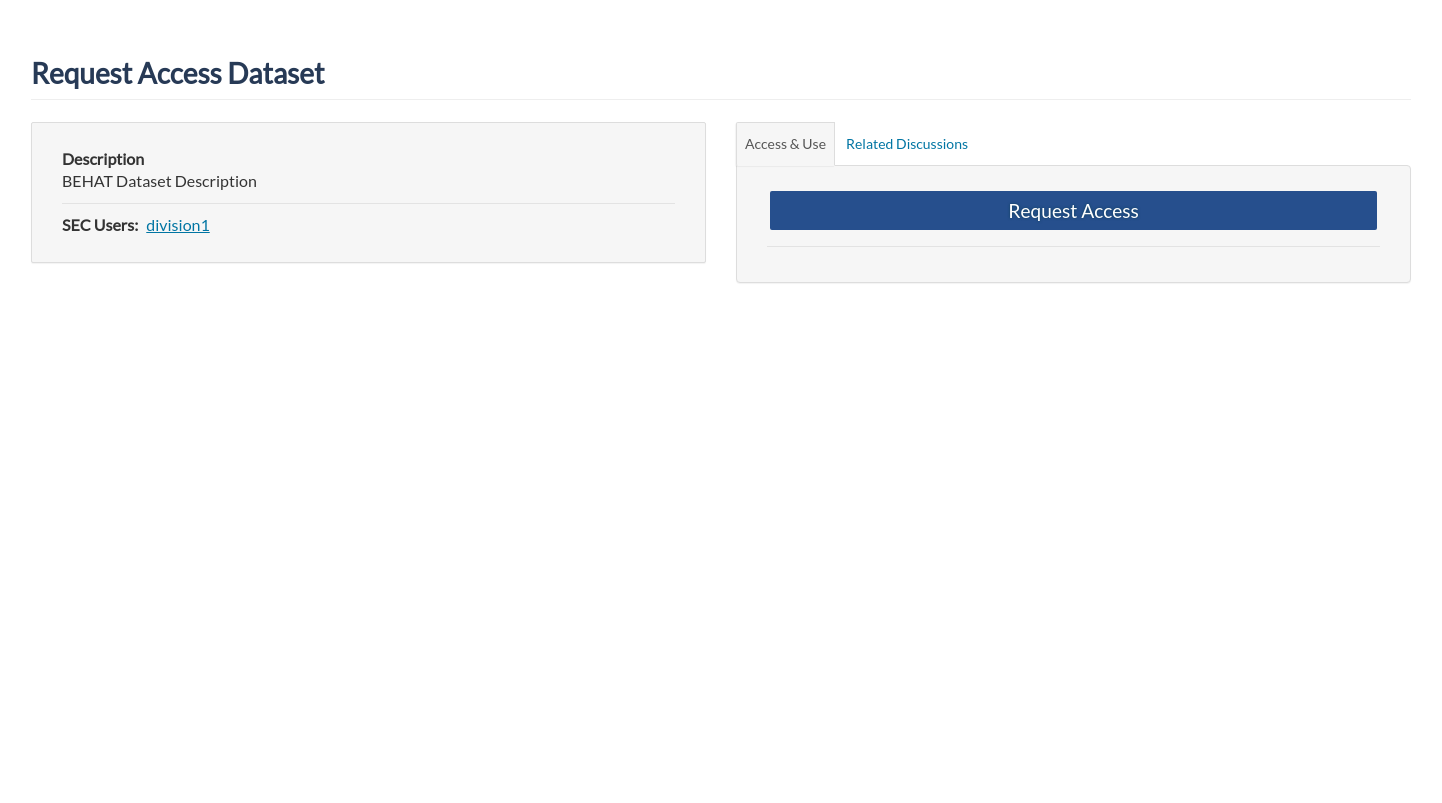 Request Access Dataset
Description
BEHAT Dataset Description
SEC Users: division1
Access & Use
Related Discussions
Request Access